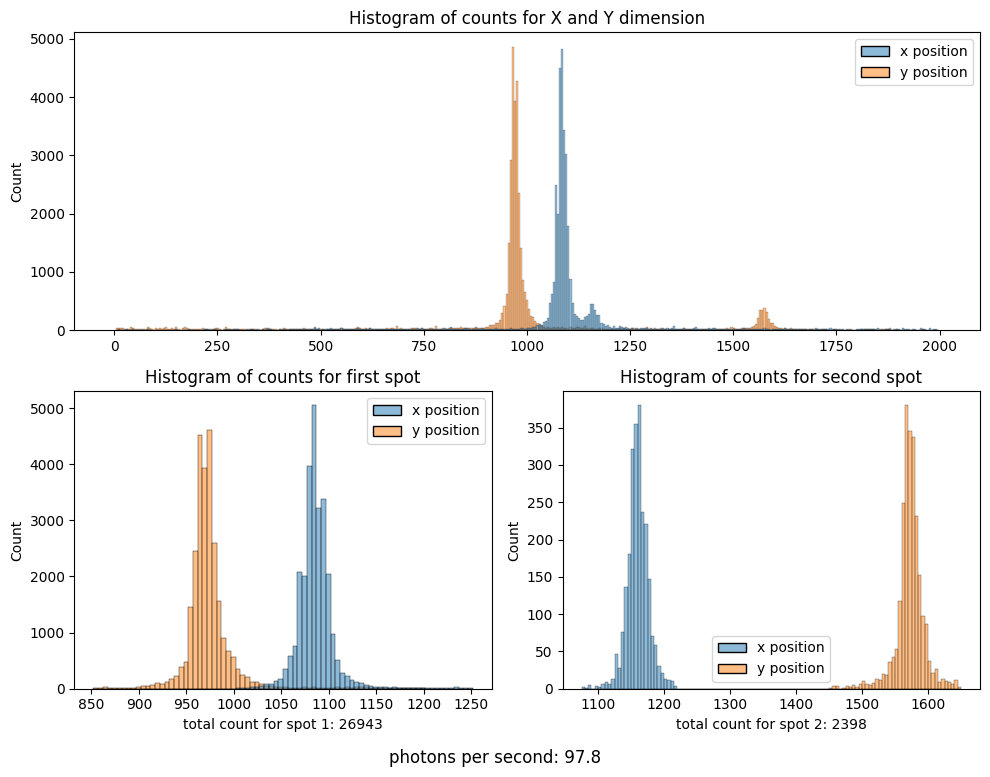 Histogram of counts for X and Y dimension
Count
5000
4000
3000
2000
1000
0
x position
y position
0 250 500 750 1000 1250 1500 1750 2000
Histogram of counts for first spot
Count
5000
4000
3000
2000
1000
0
x position
y position
850 900 950 1000 1050 1100 1150 1200 1250
total count for spot 1: 26943
Histogram of counts for second spot
Count
350
300
250
200
150
100
50
0
x position
y position
1100 1200 1300 1400 1500 1600
total count for spot 2: 2398
photons per second: 97.8